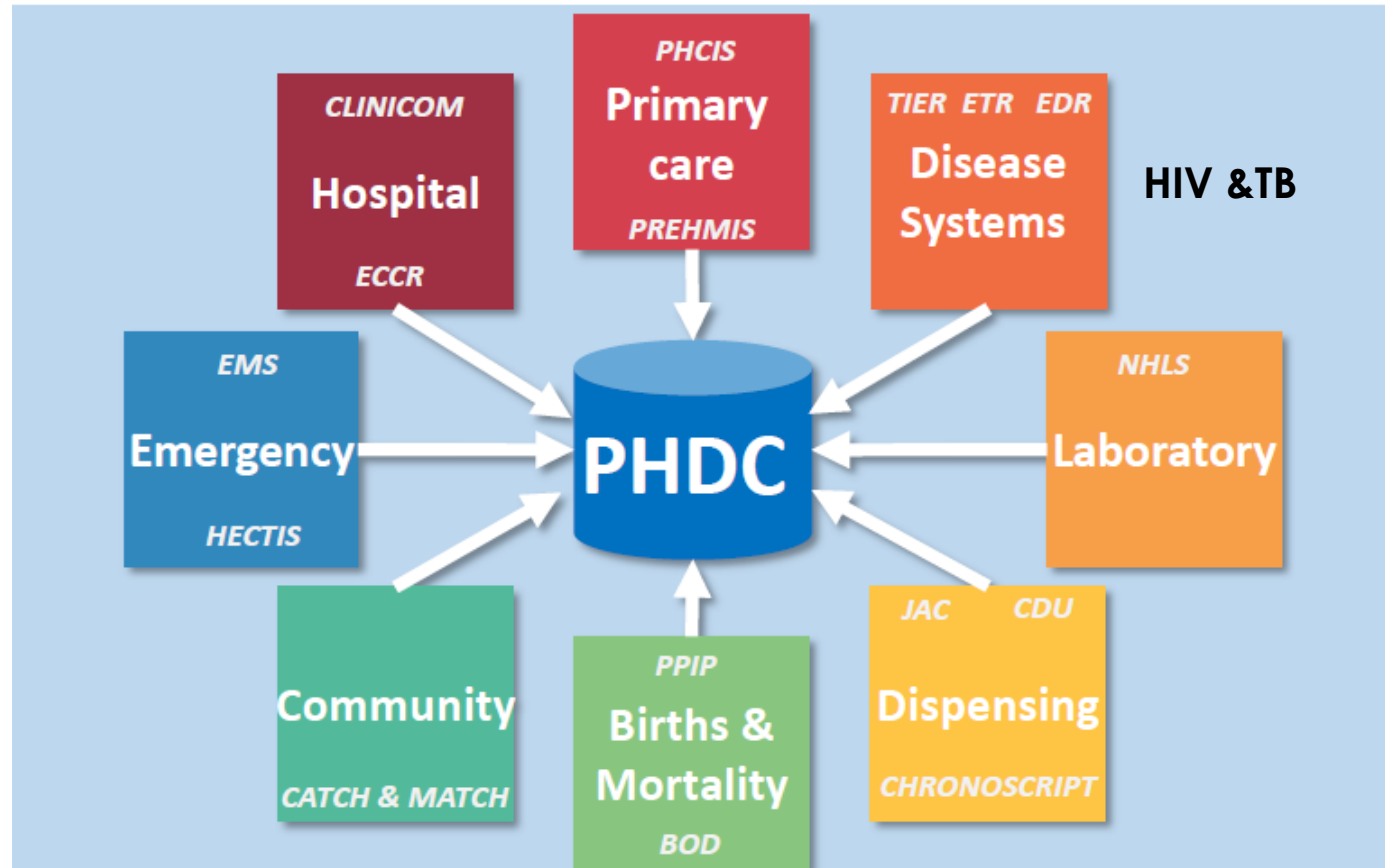 PHCIS
Primary
care
PREHMIS
CLINICOM
Hospital
ECCR
TIER ETR EDR
Disease
Systems
HIV &TB
EMS
Emergency
HECTIS
PHDC
NHLS
Laboratory
Community
CATCH & MATCH
PPIP
Births &
Mortality
BOD
JAC CDU
Dispensing
CHRONOSCRIPT